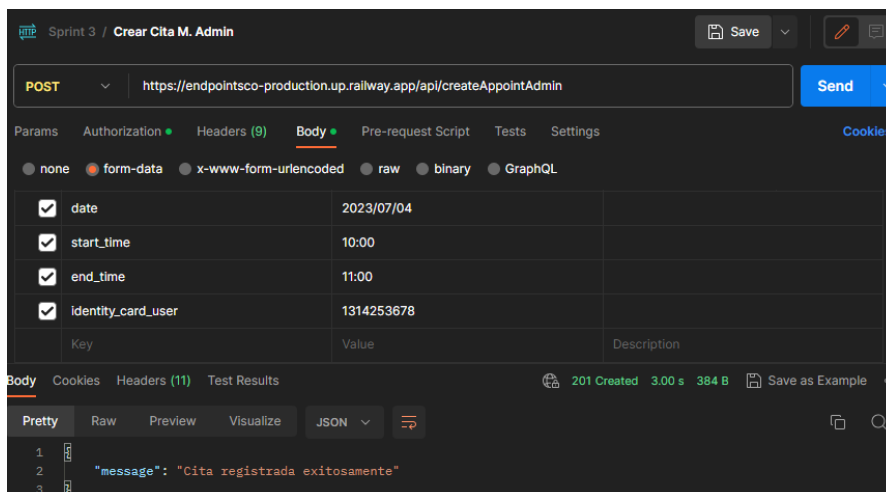 HTTP Sprint 3 / Crear Cita M. Admin Save
POST https://endpointsco-production.up.railway.app/api/createAppointAdmin Send
Params Authorization Headers (9) Body Pre-request Script Tests Settings Cookies
none form-data x-www-form-urlencoded raw binary GraphQL
date 2023/07/04
start_time 10:00
end_time 11:00
identity_card_user 1314253678
Key Value Description
Body Cookies Headers (11) Test Results 201 Created 3.00 s 384 B Save as Example
Pretty Raw Preview Visualize JSON
1 {
2 "message": "Cita registrada exitosamente"
3 }